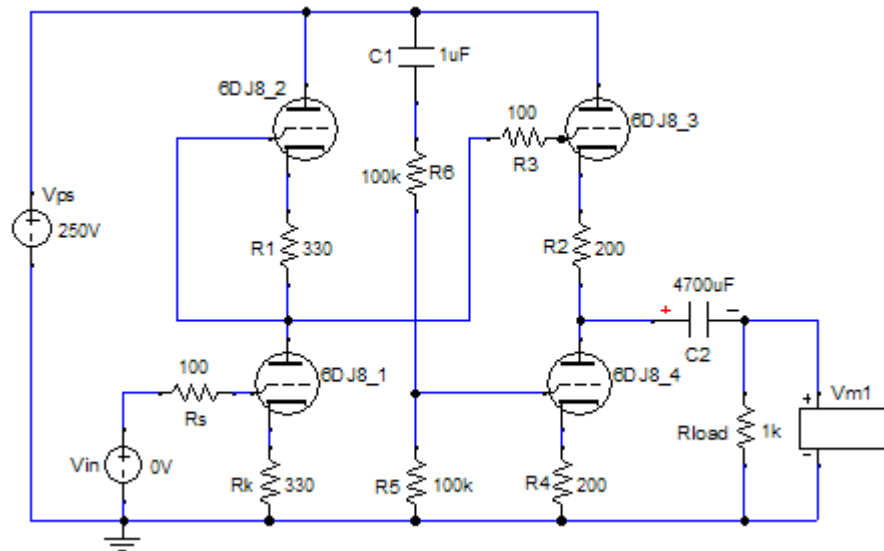 C1
1uF
6DJ8_2
100
6DJ8_3
R3
100k
R6
Vps
250V
R1
330
R2
200
4700uF
+
−
C2
100
6DJ8_1
6DJ8_4
Rs
Vin
0V
Rk
330
R5
100k
R4
200
Rload
1k
+
Vm1
−